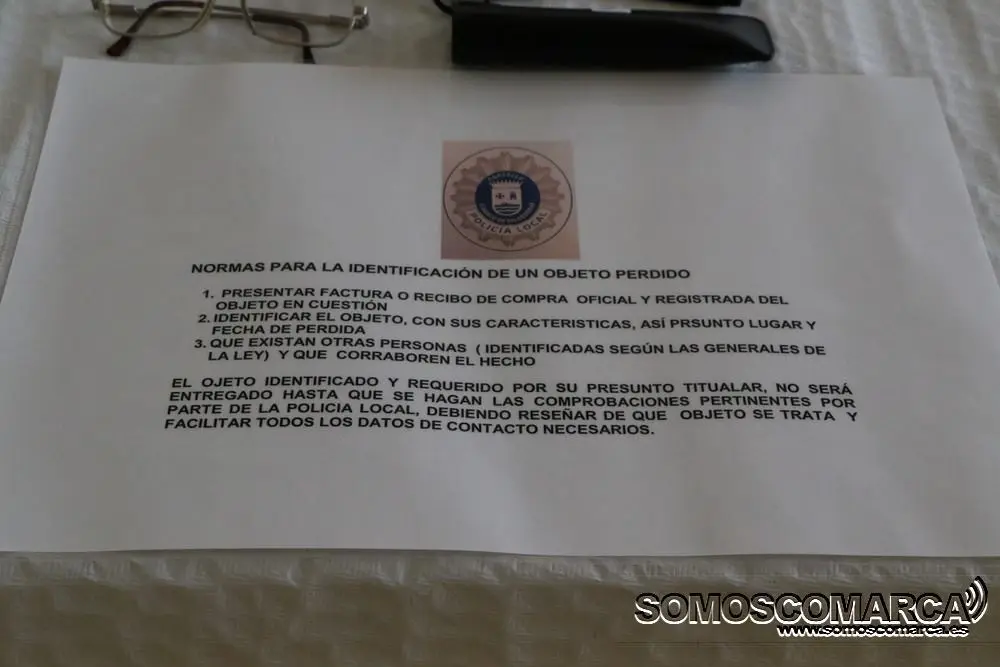 POLICIA LOCAL
NORMAS PARA LA IDENTIFICACIÓN DE UN OBJETO PERDIDO
1. PRESENTAR FACTURA O RECIBO DE COMPRA OFICIAL Y REGISTRADA DEL
OBJETO EN CUESTIÓN
2. IDENTIFICAR EL OBJETO, CON SUS CARACTERISTICAS, ASÍ PRSUNTO LUGAR Y
FECHA DE PERDIDA
3. QUE EXISTAN OTRAS PERSONAS ( IDENTIFICADAS SEGÚN LAS GENERALES DE
LA LEY) Y QUE CORRABOREN EL HECHO
EL OJETO IDENTIFICADO Y REQUERIDO POR SU PRESUNTO TITUALAR, NO SERÁ
ENTREGADO HASTA QUE SE HAGAN LAS COMPROBACIONES PERTINENTES POR
PARTE DE LA POLICIA LOCAL, DEBIENDO RESEÑAR DE QUE OBJETO SE TRATA Y
FACILITAR TODOS LOS DATOS DE CONTACTO NECESARIOS.
SOMOSCOMARCA
www.somoscomarca.es